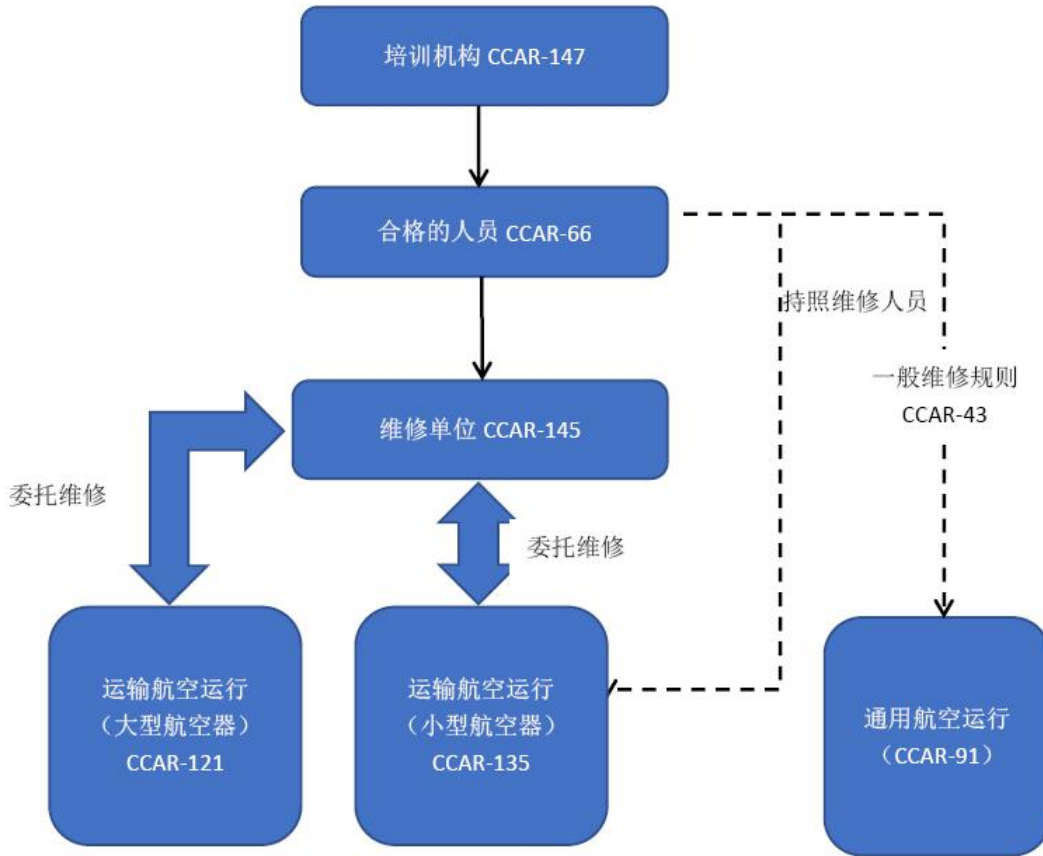 培训机构 CCAR-147
合格的人员 CCAR-66
持照维修人员
一般维修规则
CCAR-43
维修单位 CCAR-145
委托维修
委托维修
运输航空运行
（大型航空器）
CCAR-121
运输航空运行
（小型航空器）
CCAR-135
通用航空运行
（CCAR-91）